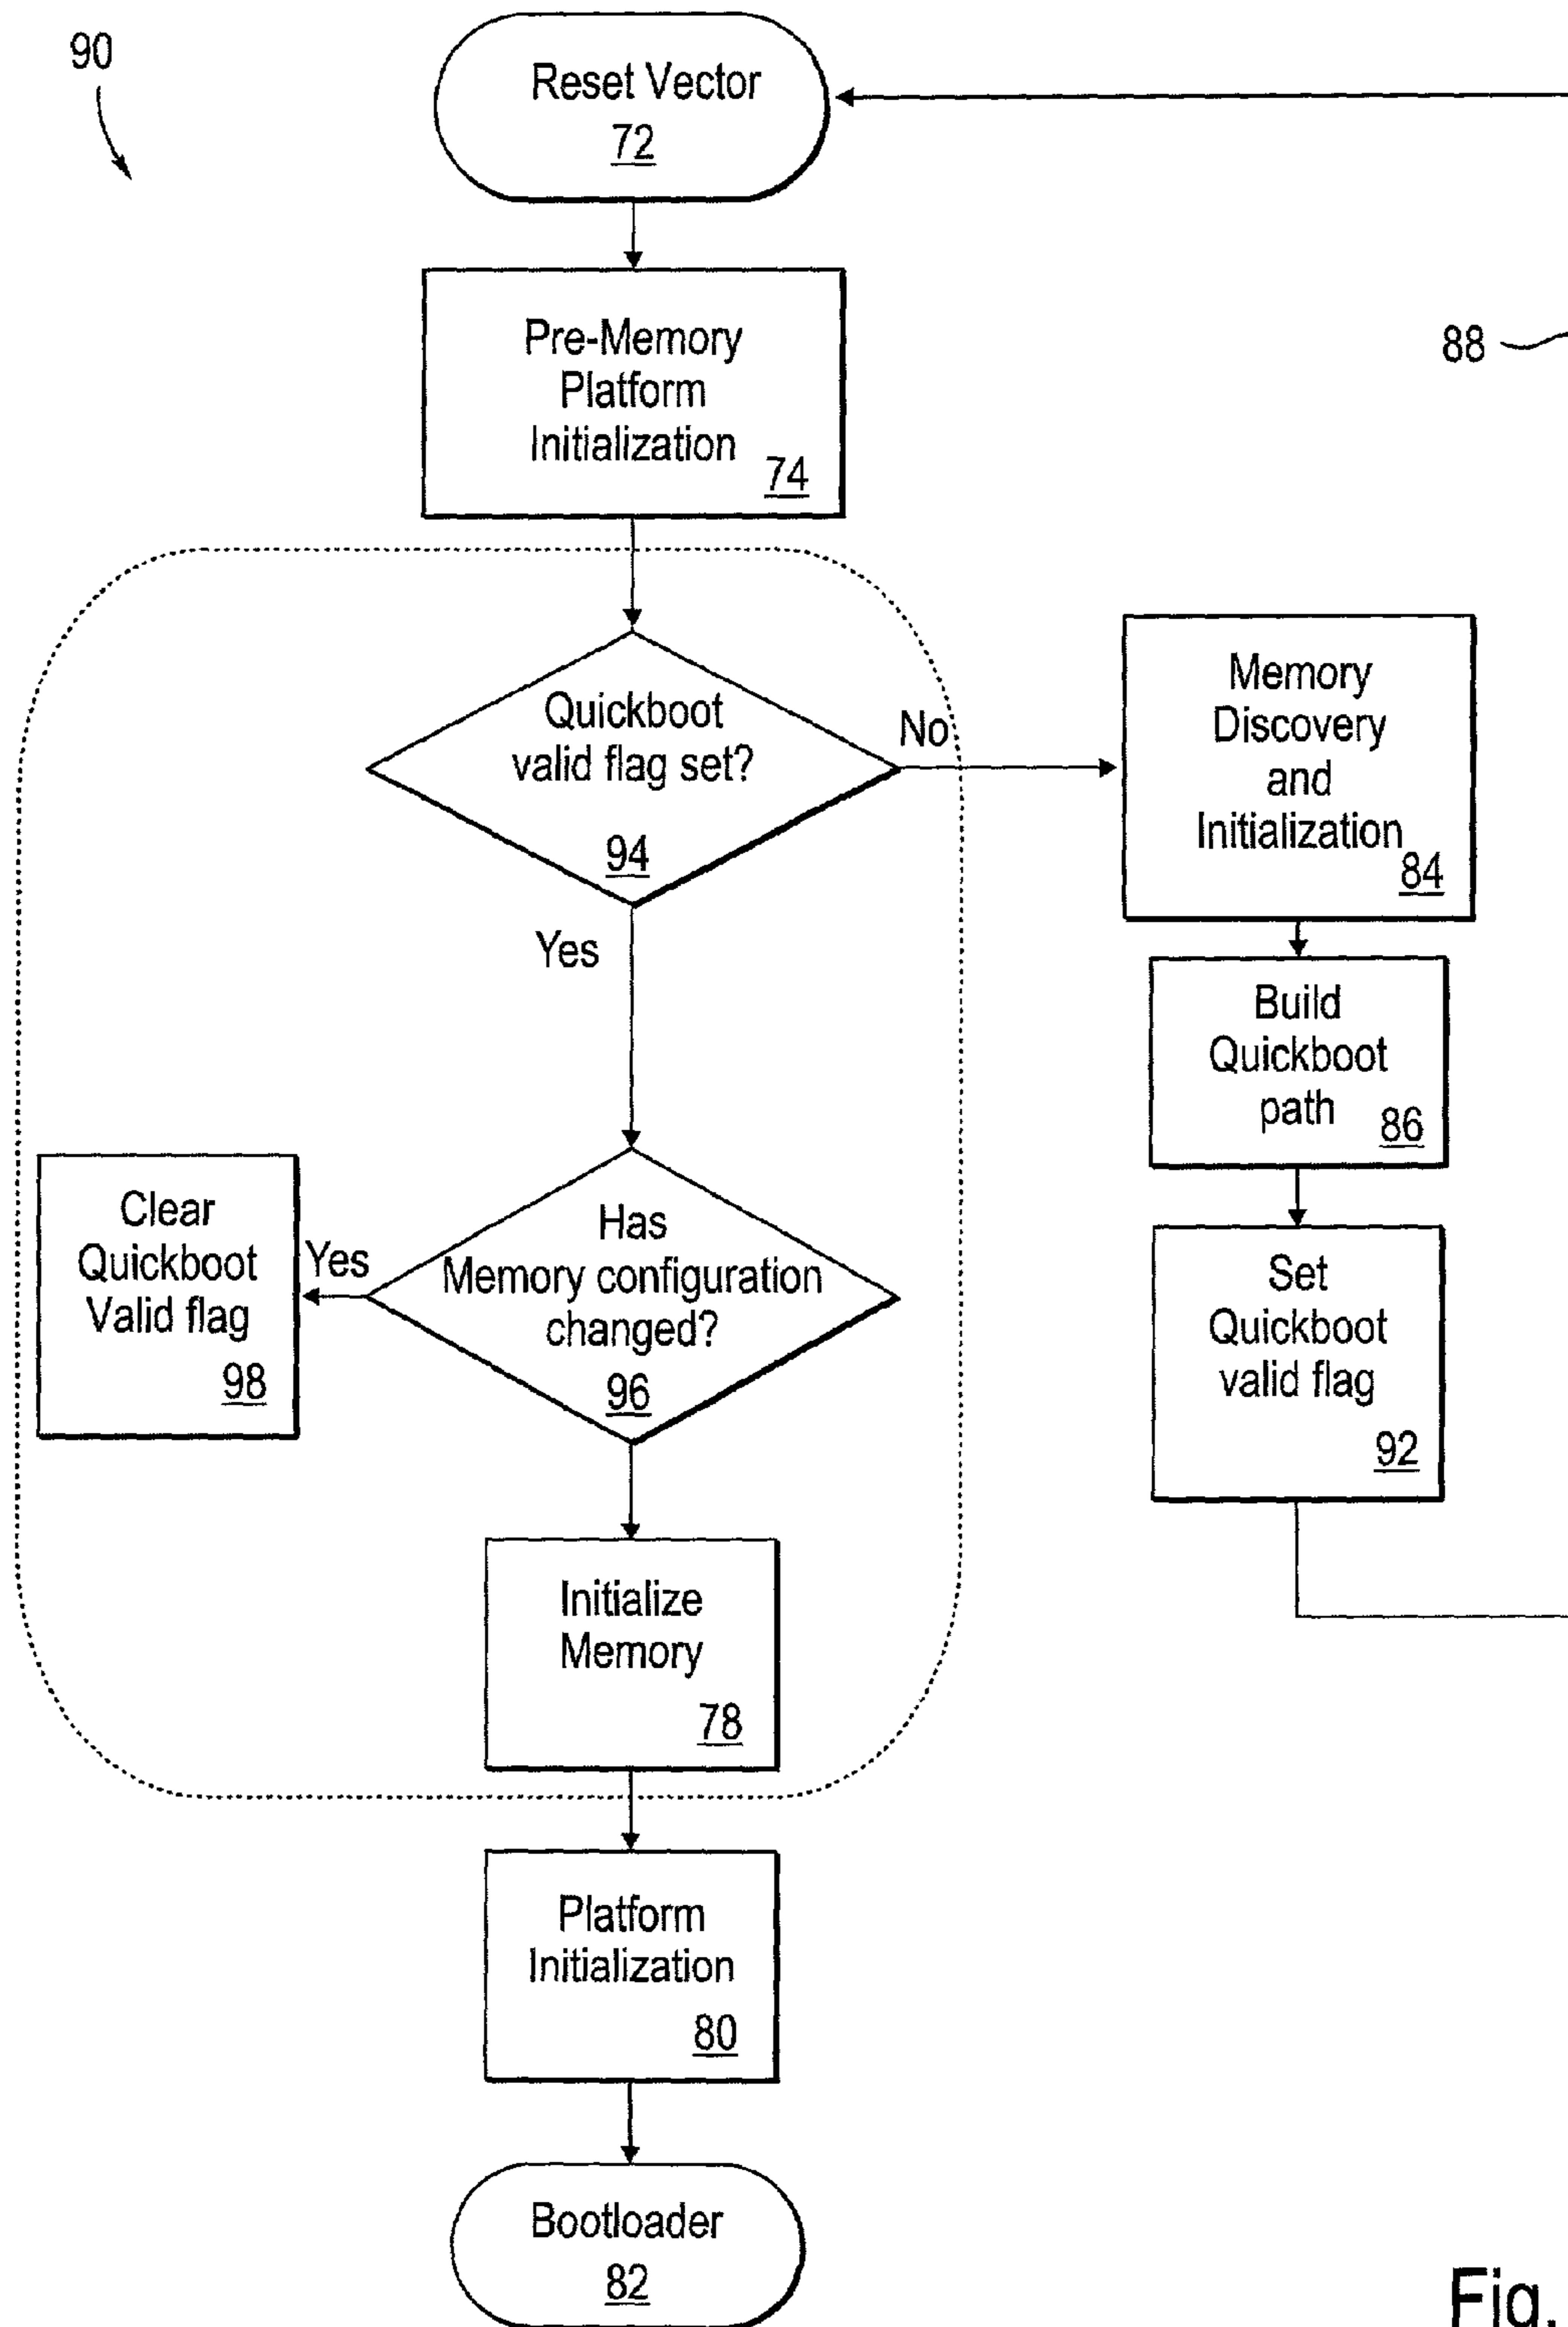 90
Reset Vector
72
Pre-Memory
Platform
Initialization
74
88
Quickboot
valid flag set?
94
No
Yes
Memory
Discovery
and
Initialization
84
Build
Quickboot
path
86
Set
Quickboot
valid flag
92
Has
Memory configuration
changed?
96
Yes
Clear
Quickboot
Valid flag
98
Initialize
Memory
78
Platform
Initialization
80
Bootloader
82
Fig.